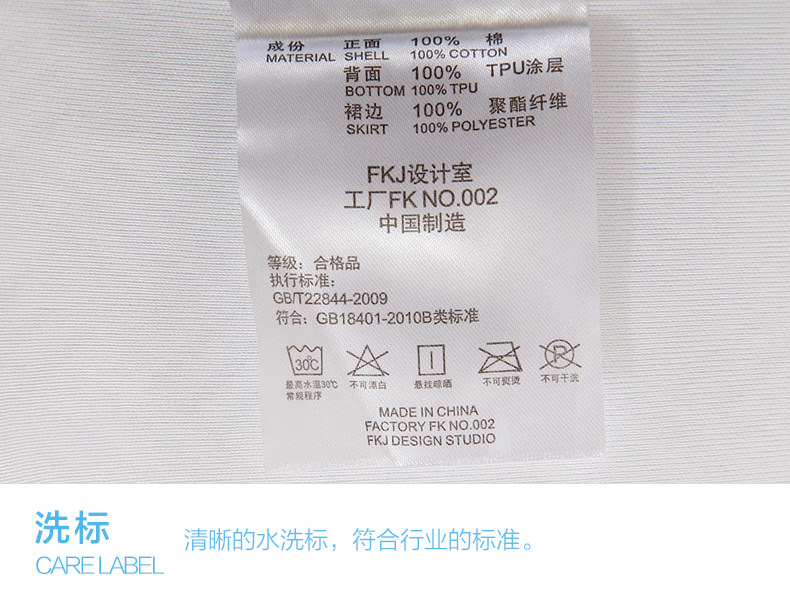 成份 正面 100% 棉
MATERIAL SHELL 100% COTTON
背面 100% TPU涂层
BOTTOM 100% TPU
裙边 100% 聚酯纤维
SKIRT 100% POLYESTER
FKJ设计室
工厂FK NO.002
中国制造
等级：合格品
执行标准：
GB/T22844-2009
符合：GB18401-2010B类标准
30℃
P
最高水温30℃
常规程序
不可漂白
悬挂晾晒
不可熨烫
不可干洗
MADE IN CHINA
FACTORY FK NO.002
FKJ DESIGN STUDIO
洗标
CARE LABEL
清晰的水洗标，符合行业的标准。